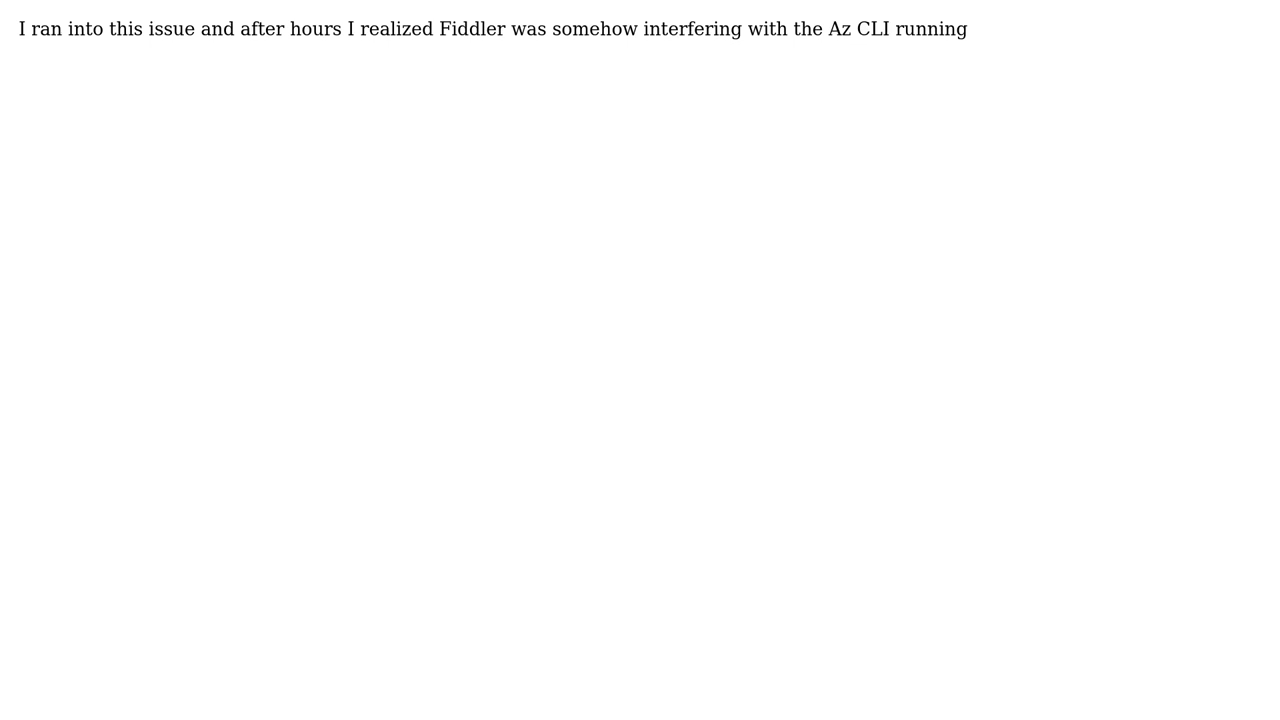 I ran into this issue and after hours I realized Fiddler was somehow interfering with the Az CLI running